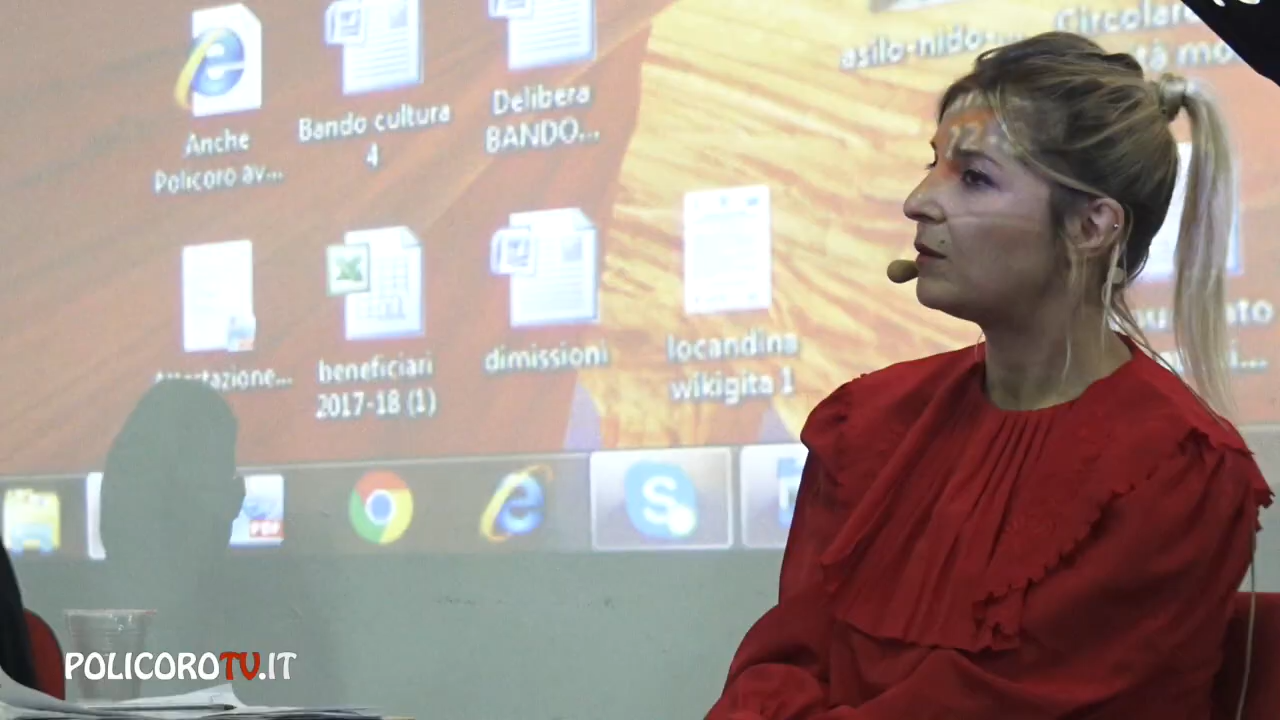 asilo-nido-...
Circolare
Anche
Policoro av...
Bando cultura
4
Delibera
BANDO...
beneficiari
2017-18 (1)
dimissioni
locandina
wikigita 1
PDF
POLICOROTV.IT